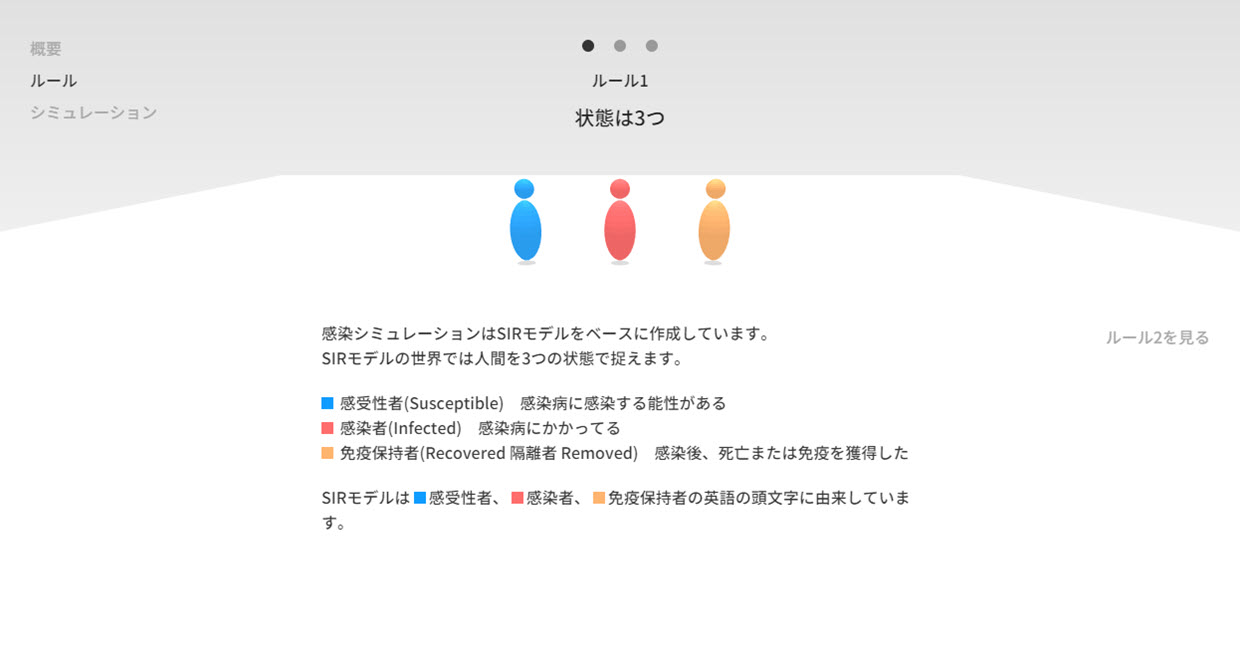 概要
ルール
シミュレーション
ルール1
状態は3つ
感染シミュレーションはSIRモデルをベースに作成しています。
SIRモデルの世界では人間を3つの状態で捉えます。
感受性者(Susceptible)　感染病に感染する能性がある
感染者(Infected)　感染病にかかってる
免疫保持者(Recovered 隔離者 Removed)　感染後、死亡または免疫を獲得した
SIRモデルは 感受性者、 感染者、 免疫保持者の英語の頭文字に由来していま
す。
ルール2を見る